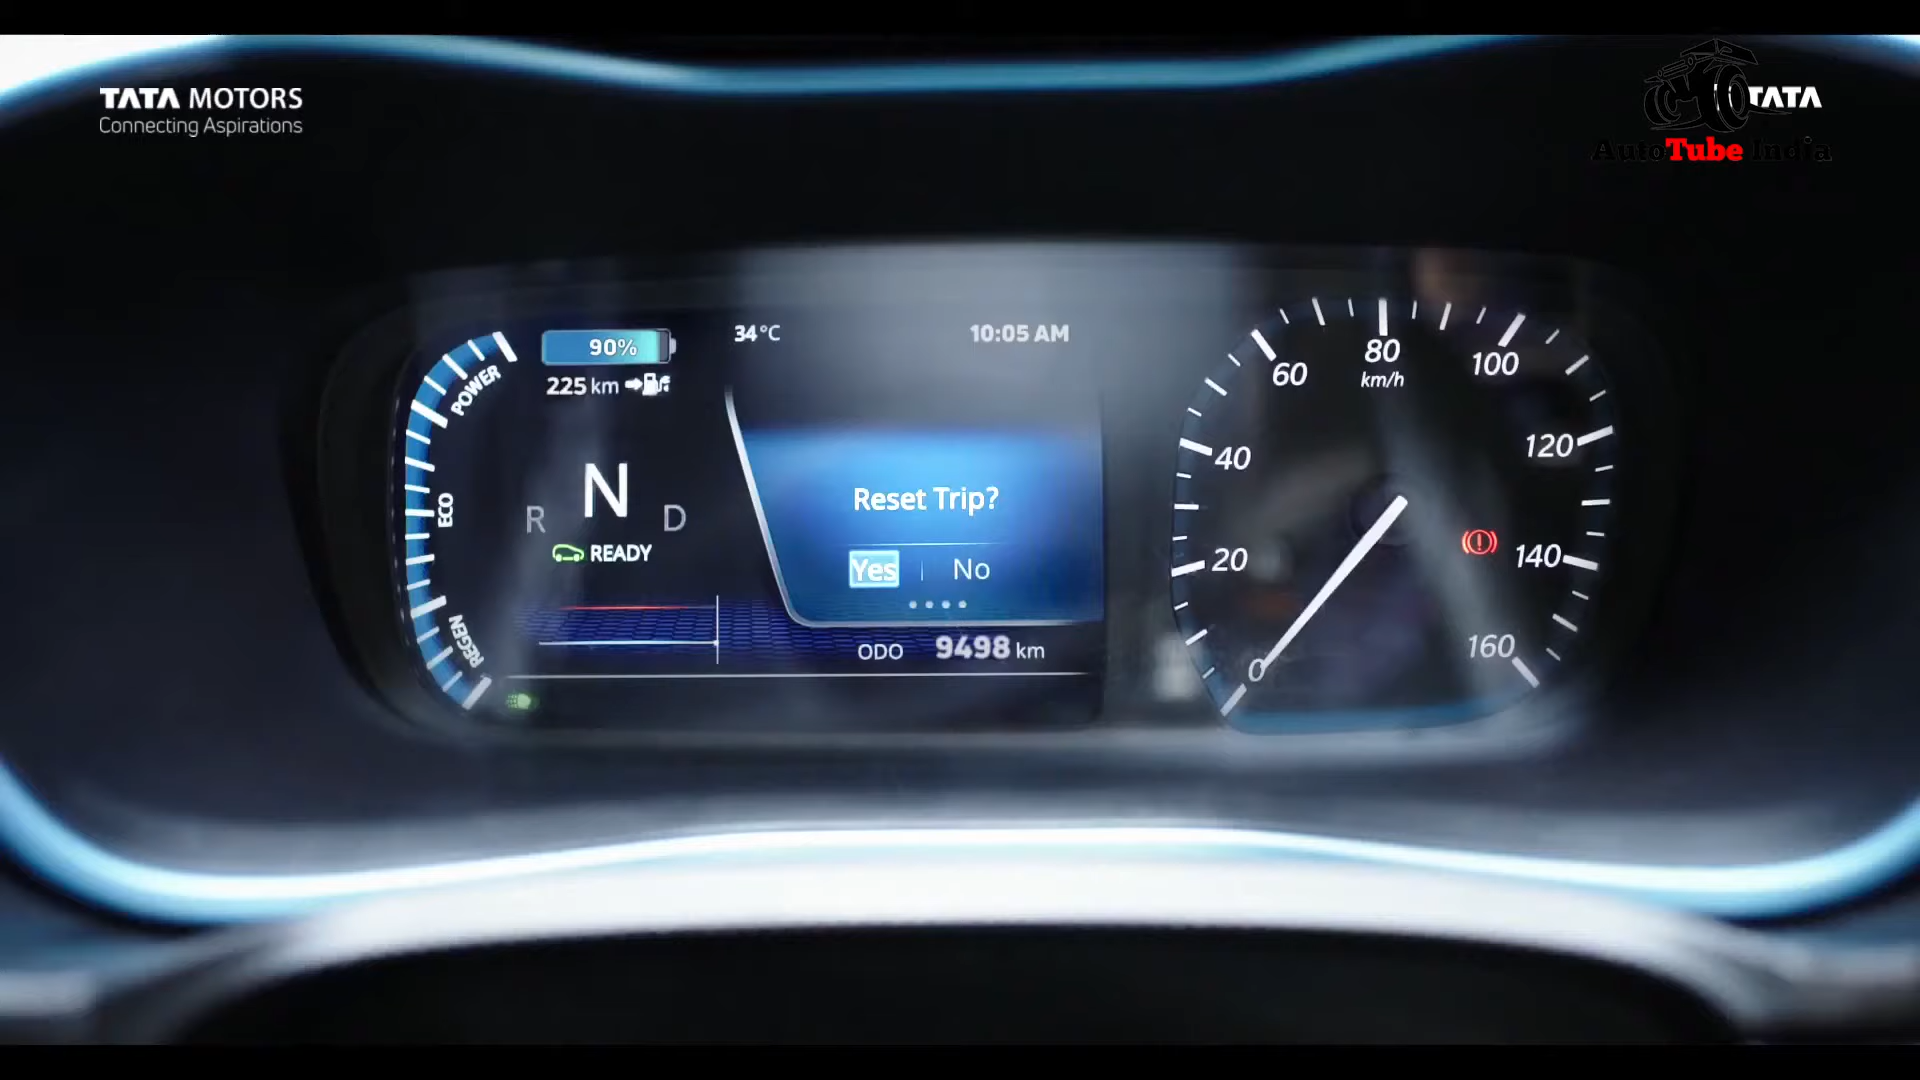 TATA MOTORS
Connecting Aspirations
TATA
AutoTube India
90%
34°C
10:05 AM
225 km
POWER
ECO
REGEN
R N D
READY
Reset Trip?
Yes | No
ODO 9498 km
0
20
40
60
80
km/h
100
120
140
160